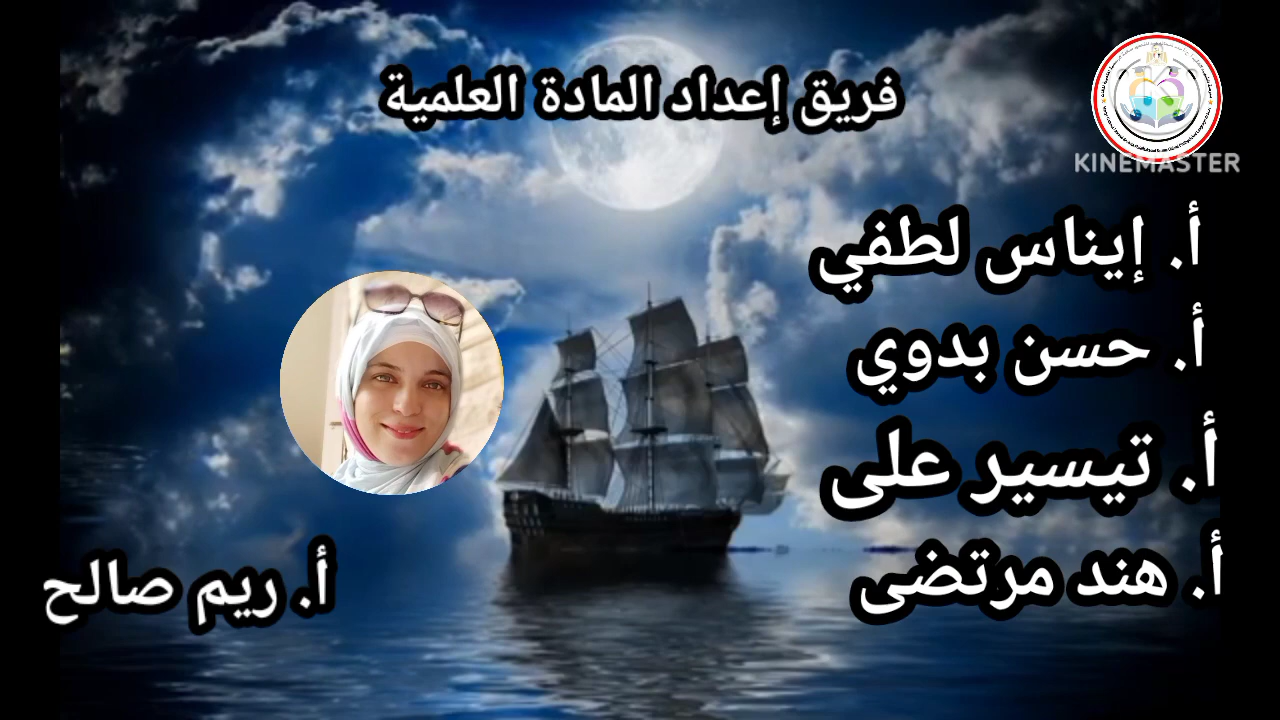 فريق إعداد المادة العلمية
KINEMASTER
أ. إيناس لطفي
أ. حسن بدوي
أ. تيسير على
أ. هند مرتضى
أ. ريم صالح